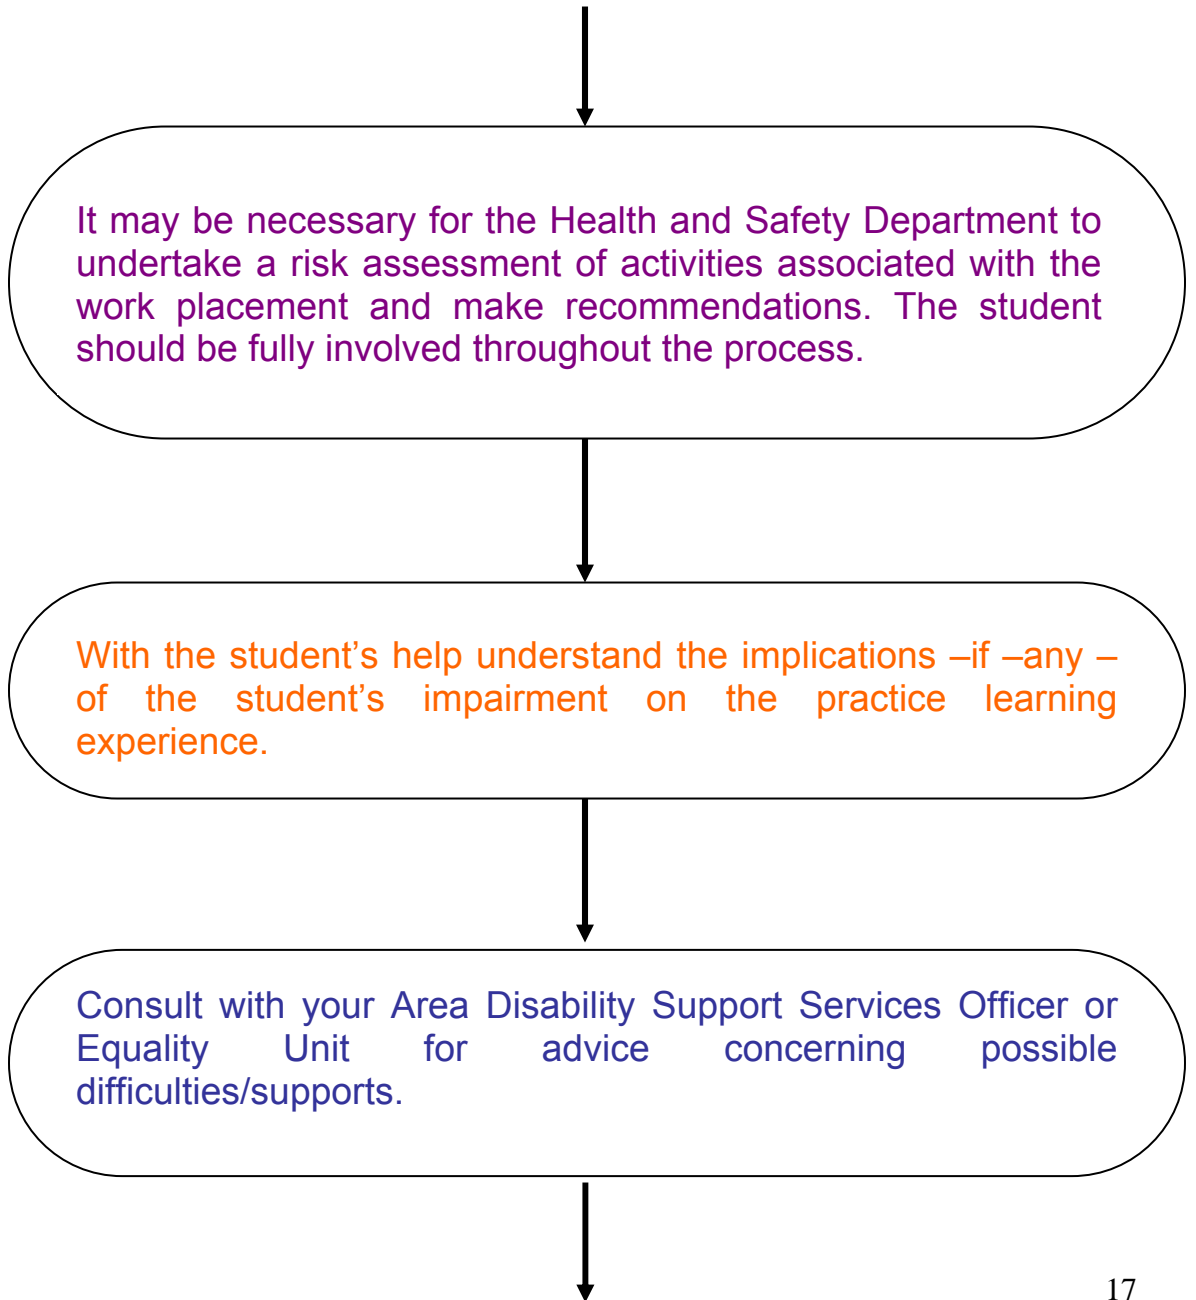 It may be necessary for the Health and Safety Department to
undertake a risk assessment of activities associated with the
work placement and make recommendations. The student
should be fully involved throughout the process.
With the student’s help understand the implications –if –any –
of the student’s impairment on the practice learning
experience.
Consult with your Area Disability Support Services Officer or
Equality Unit for advice concerning possible
difficulties/supports.
17